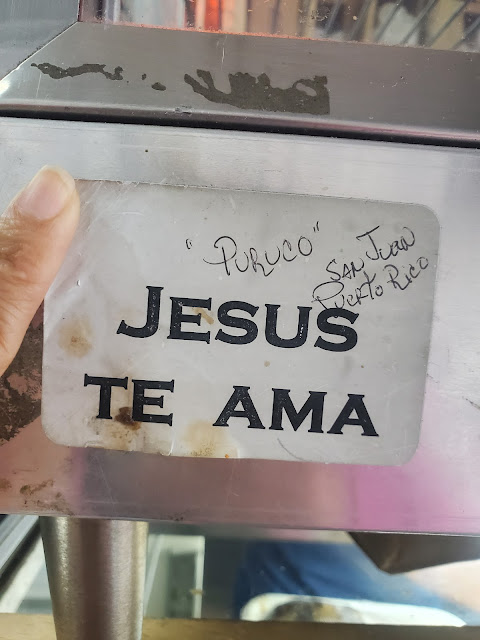 "PURUCO"
SAN JUAN
PUERTO RICO
JESUS
TE AMA